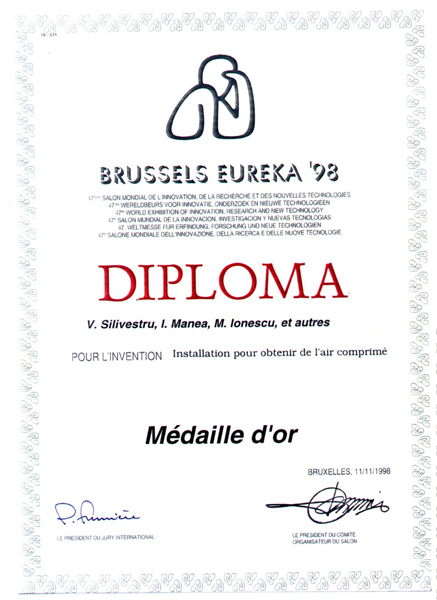 BRUSSELS EUREKA '98
47ème SALON MONDIAL DE L'INNOVATION, DE LA RECHERCHE ET DES NOUVELLES TECHNOLOGIES
47ste WERELDBEURS VOOR INNOVATIE, ONDERZOEK EN NIEUWE TECHNOLOGIEËN
47th WORLD EXHIBITION OF INNOVATION, RESEARCH AND NEW TECHNOLOGY
47° SALON MUNDIAL DE LA INNOVACION, INVESTIGACION Y NUEVAS TECNOLOGIAS
47. WELTMESSE FÜR ERFINDUNG, FORSCHUNG UND NEUE TECHNOLOGIEN
47° SALONE MONDIALE DELL'INNOVAZIONE, DELLA RICERCA E DELLE NUOVE TECNOLOGIE
DIPLOMA
V. Silivestru, I. Manea, M. Ionescu, et autres
POUR L'INVENTION Installation pour obtenir de l'air comprimé
Médaille d'or
BRUXELLES, 11/11/1998
LE PRESIDENT DU JURY INTERNATIONAL
LE PRESIDENT DU COMITE
ORGANISATEUR DU SALON